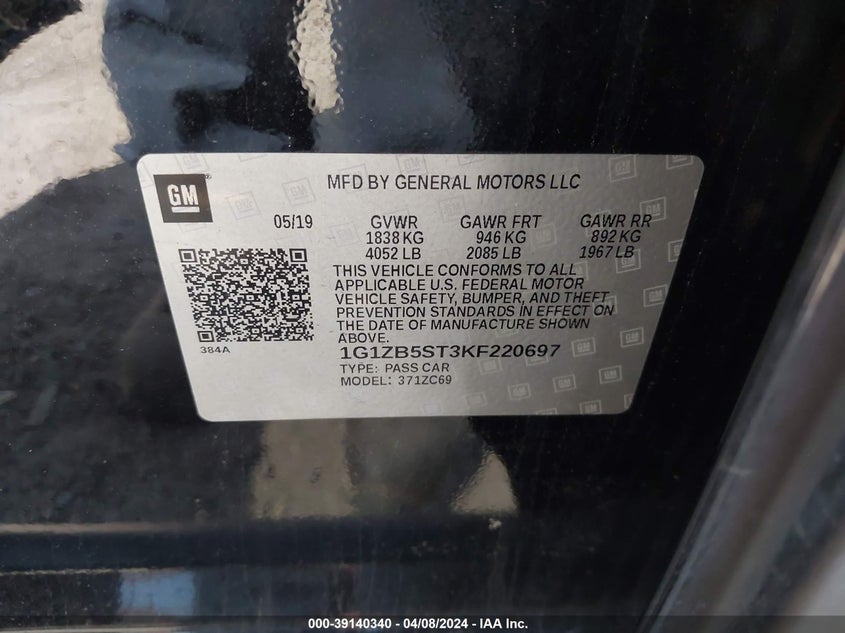 GM
MFD BY GENERAL MOTORS LLC
05/19 GVWR GAWR FRT GAWR RR
1838 KG 946 KG 892 KG
4052 LB 2085 LB 1967 LB
THIS VEHICLE CONFORMS TO ALL
APPLICABLE U.S. FEDERAL MOTOR
VEHICLE SAFETY, BUMPER, AND THEFT
PREVENTION STANDARDS IN EFFECT ON
THE DATE OF MANUFACTURE SHOWN
ABOVE.
384A
1G1ZB5ST3KF220697
TYPE: PASS CAR
MODEL: 371ZC69
000-39140340 - 04/08/2024 - IAA Inc.